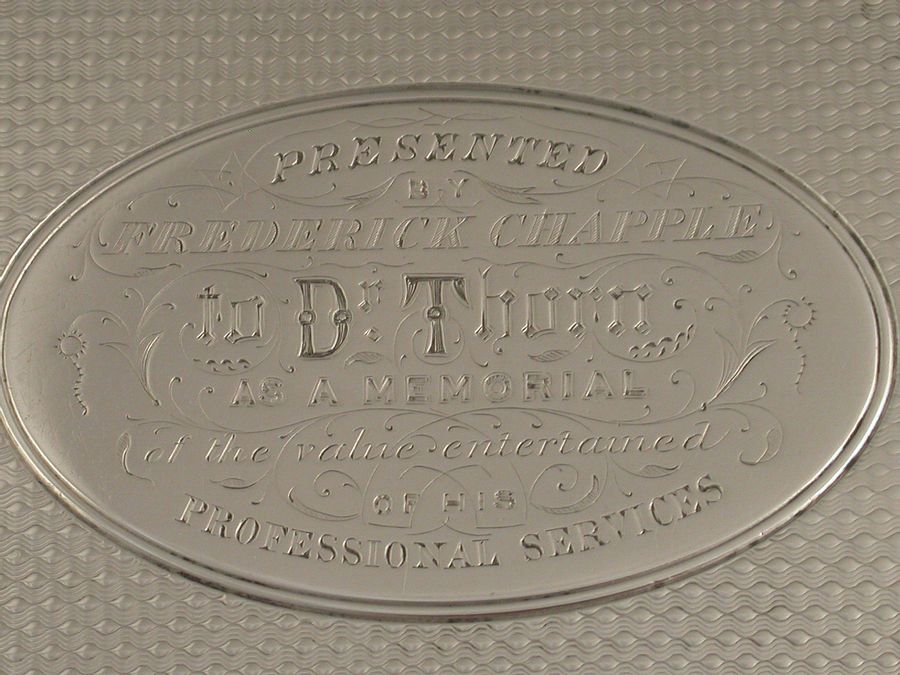 PRESENTED
BY
FREDERICK CHAPPLE
to Dr. Thorn
AS A MEMORIAL
of the value entertained
OF HIS
PROFESSIONAL SERVICES